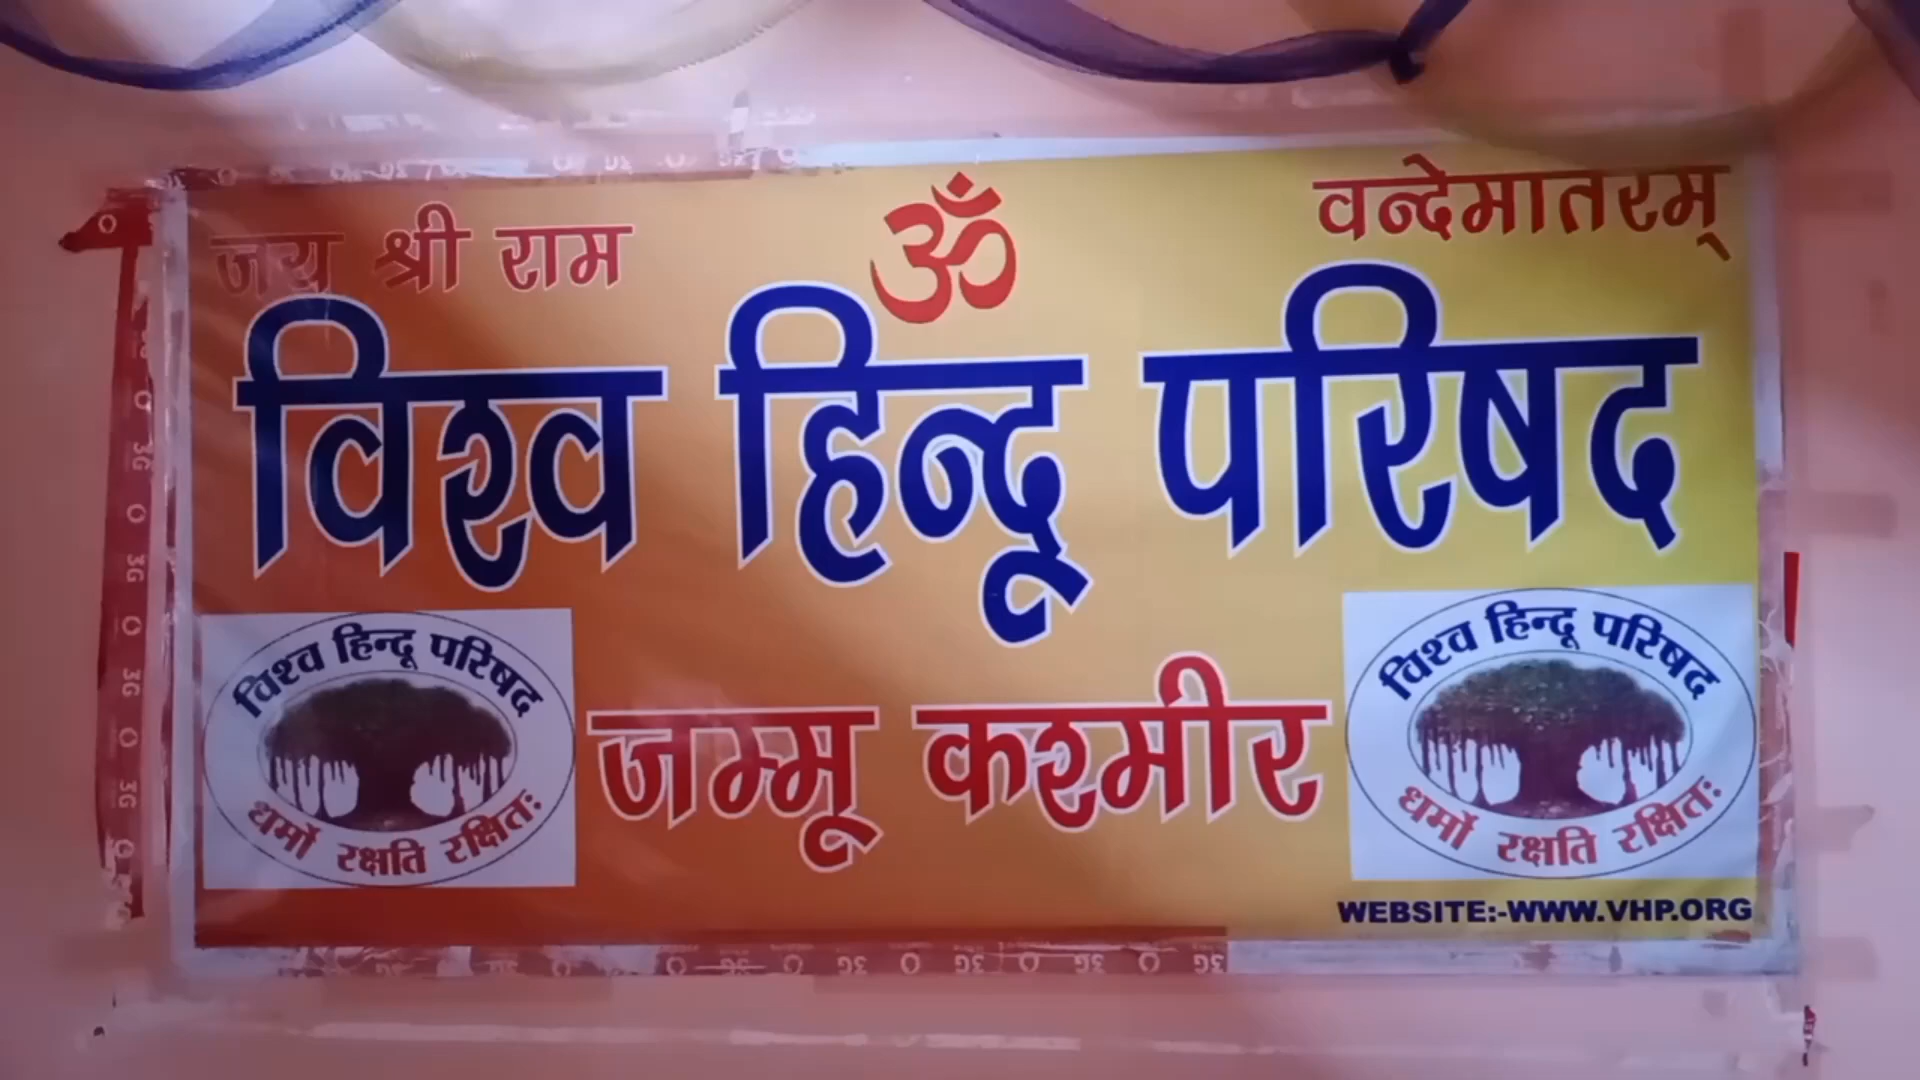 जय श्री राम ॐ वन्देमातरम्
विश्व हिन्दू परिषद
जम्मू कश्मीर
विश्व हिन्दू परिषद
धर्मो रक्षति रक्षितः
विश्व हिन्दू परिषद
धर्मो रक्षति रक्षितः
WEBSITE:-WWW.VHP.ORG